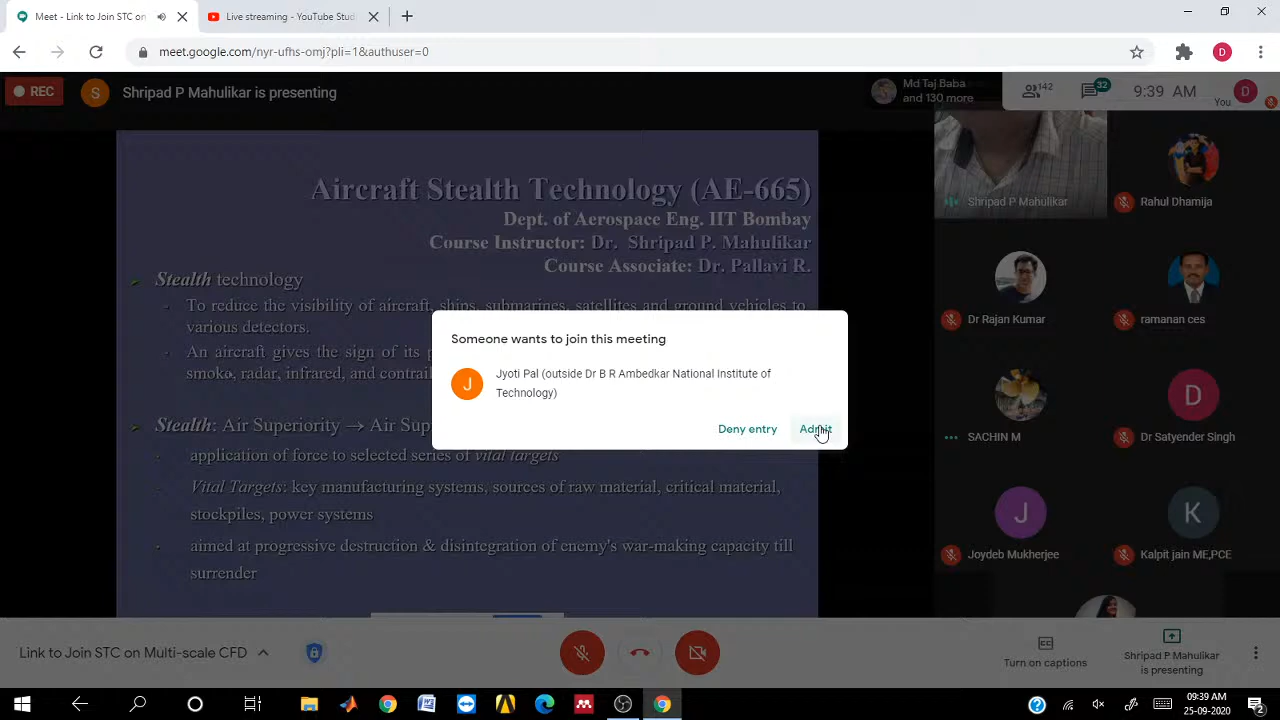 Meet - Link to Join STC on
Live streaming - YouTube Stud
meet.google.com/nyr-ufhs-omj?pli=1&authuser=0
D
REC
S
Shripad P Mahulikar is presenting
Md Taj Baba
and 130 more
142
32
9:39 AM
You
D
Aircraft Stealth Technology (AE-665)
Dept. of Aerospace Eng. IIT Bombay
Course Instructor: Dr. Shripad P. Mahulikar
Course Associate: Dr. Pallavi R.
Stealth technology
To reduce the visibility of aircraft, ships, submarines, satellites and ground vehicles to
various detectors.
An aircraft gives the sign of its
smoke, radar, infrared, and
Stealth: Air Superiority → Air
application of force to selected series of vital targets
Vital Targets: key manufacturing systems, sources of raw material, critical material,
stockpiles, power systems
aimed at progressive destruction & disintegration of enemy's war-making capacity till
surrender
Someone wants to join this meeting
J
Jyoti Pal (outside Dr B R Ambedkar National Institute of
Technology)
Deny entry
Admit
Shripad P Mahulikar
Rahul Dhamija
Dr Rajan Kumar
ramanan ces
SACHIN M
D
Dr Satyender Singh
J
Joydeb Mukherjee
K
Kalpit jain ME,PCE
Link to Join STC on Multi-scale CFD
CC
Turn on captions
Shripad P Mahulikar
is presenting
09:39 AM
25-09-2020
2